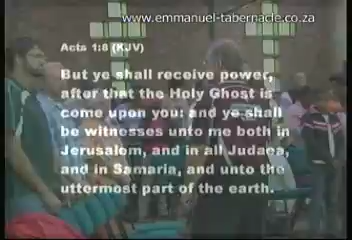 www.emmanuel-tabernacle.co.za
Acts 1:8 (KJV)
But ye shall receive power,
after that the Holy Ghost is
come upon you: and ye shall
be witnesses unto me both in
Jerusalem, and in all Judaea,
and in Samaria, and unto the
uttermost part of the earth.